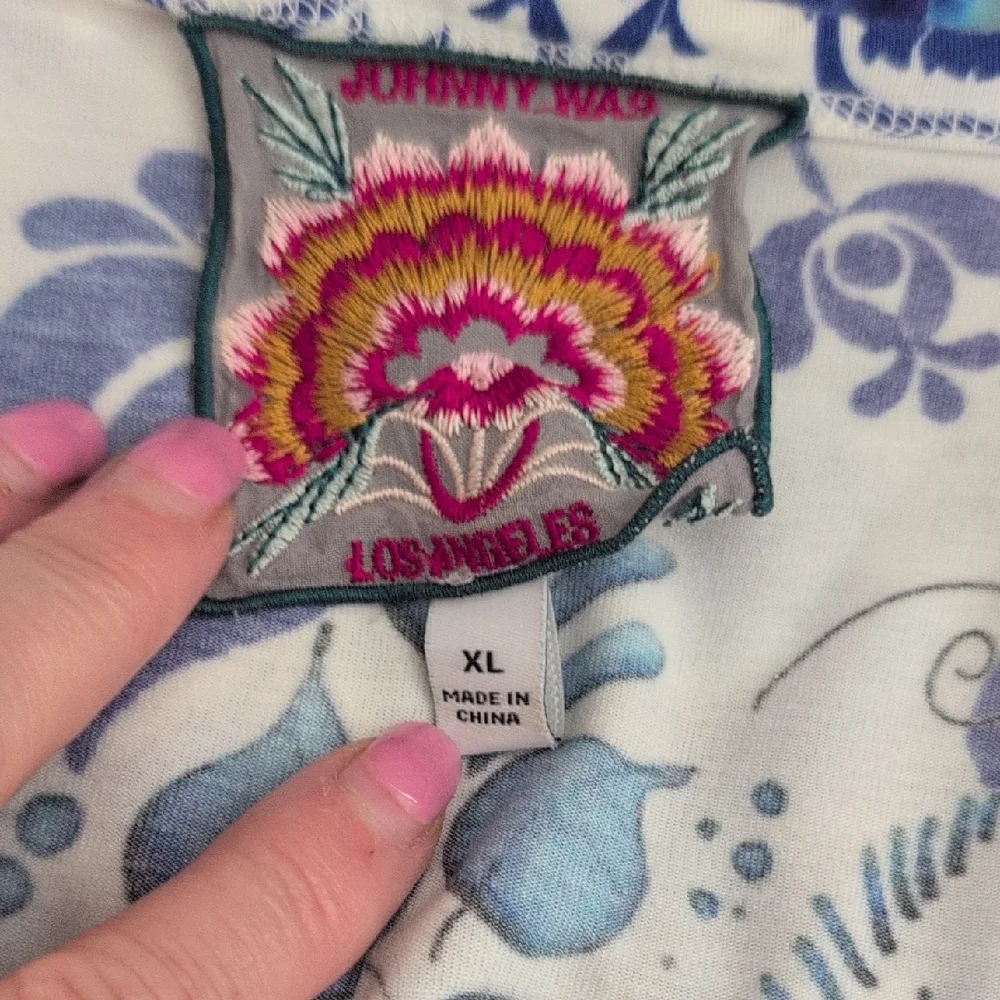 JOHNNY WAS
LOS ANGELES
XL
MADE IN
CHINA